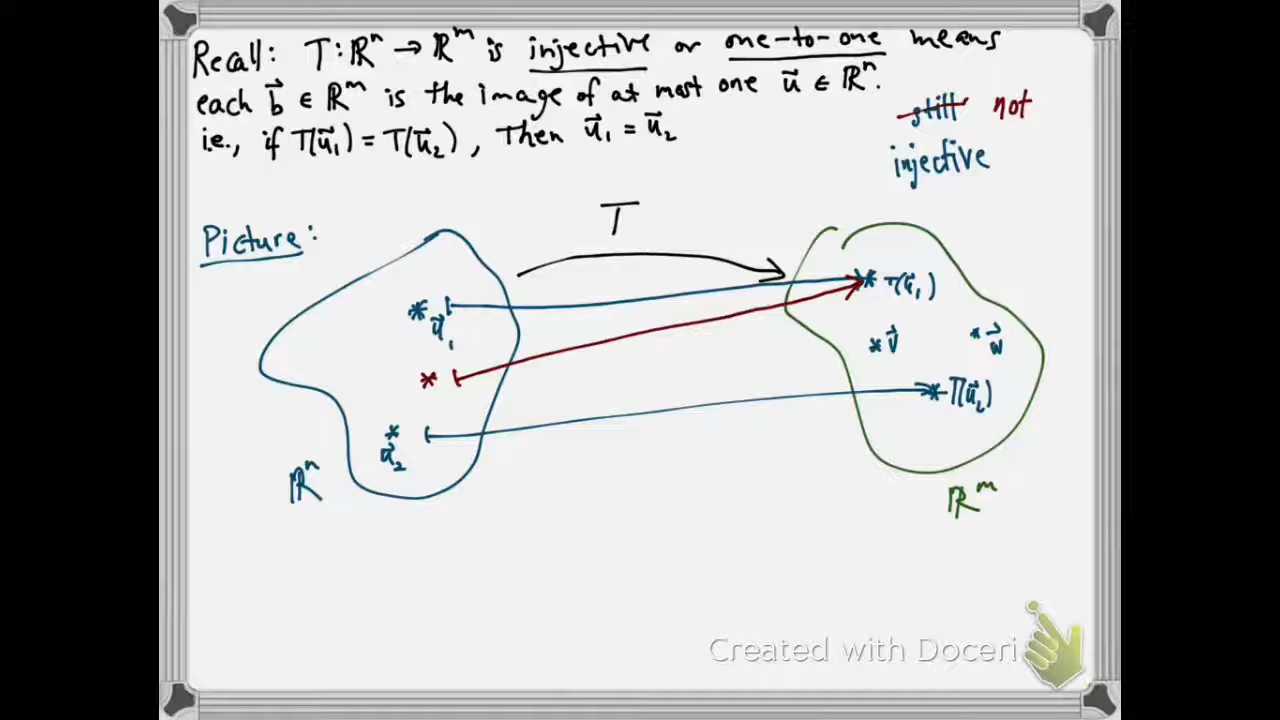 Recall: T: ℝⁿ → ℝᵐ is injective or one-to-one means
each b⃗ ∈ ℝᵐ is the image of at most one u⃗ ∈ ℝⁿ.
i.e., if T(u⃗₁) = T(u⃗₂), Then u⃗₁ = u⃗₂
still not
injective
Picture:
T
u⃗₁
T(u⃗₁)
v⃗
w⃗
T(u⃗₂)
u⃗₂
ℝⁿ
ℝᵐ
Created with Doceri